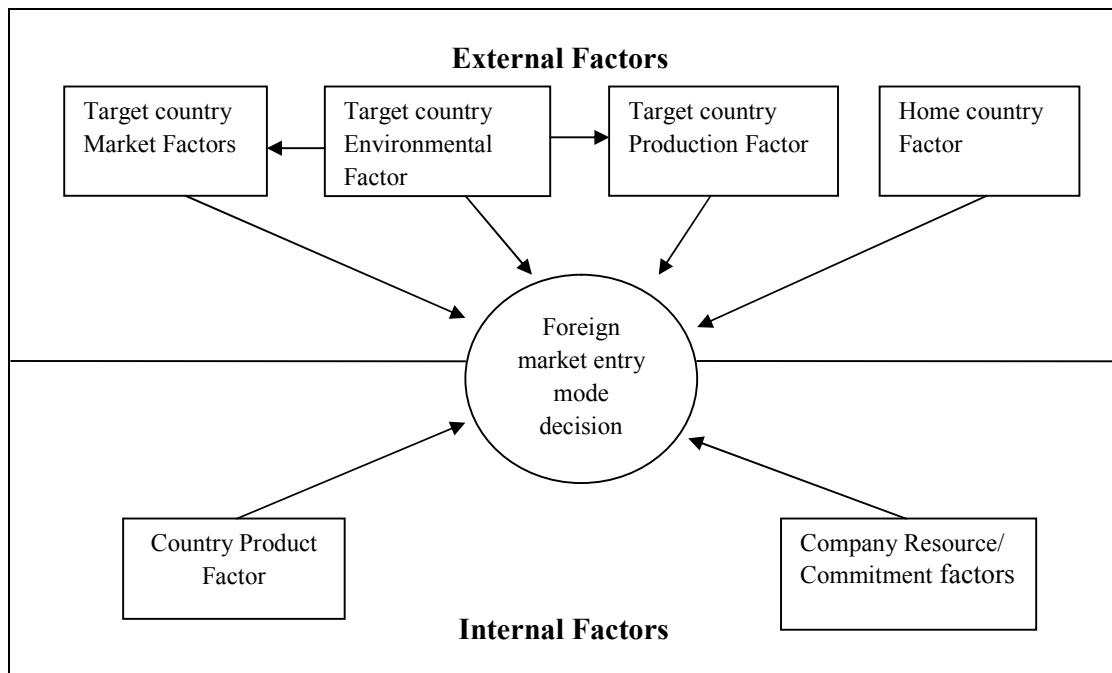 External Factors
Target country
Market Factors
Target country
Environmental
Factor
Target country
Production Factor
Home country
Factor
Foreign
market entry
mode
decision
Country Product
Factor
Company Resource/
Commitment factors
Internal Factors